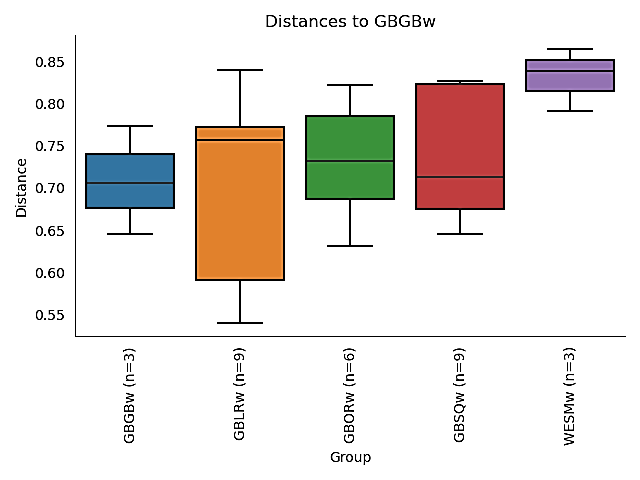 Distances to GBGBw
0.85
0.80
0.75
0.70
0.65
0.60
0.55
Distance
GBGBw (n=3)
GBLRw (n=9)
GBORw (n=6)
GBSQw (n=9)
WESMw (n=3)
Group